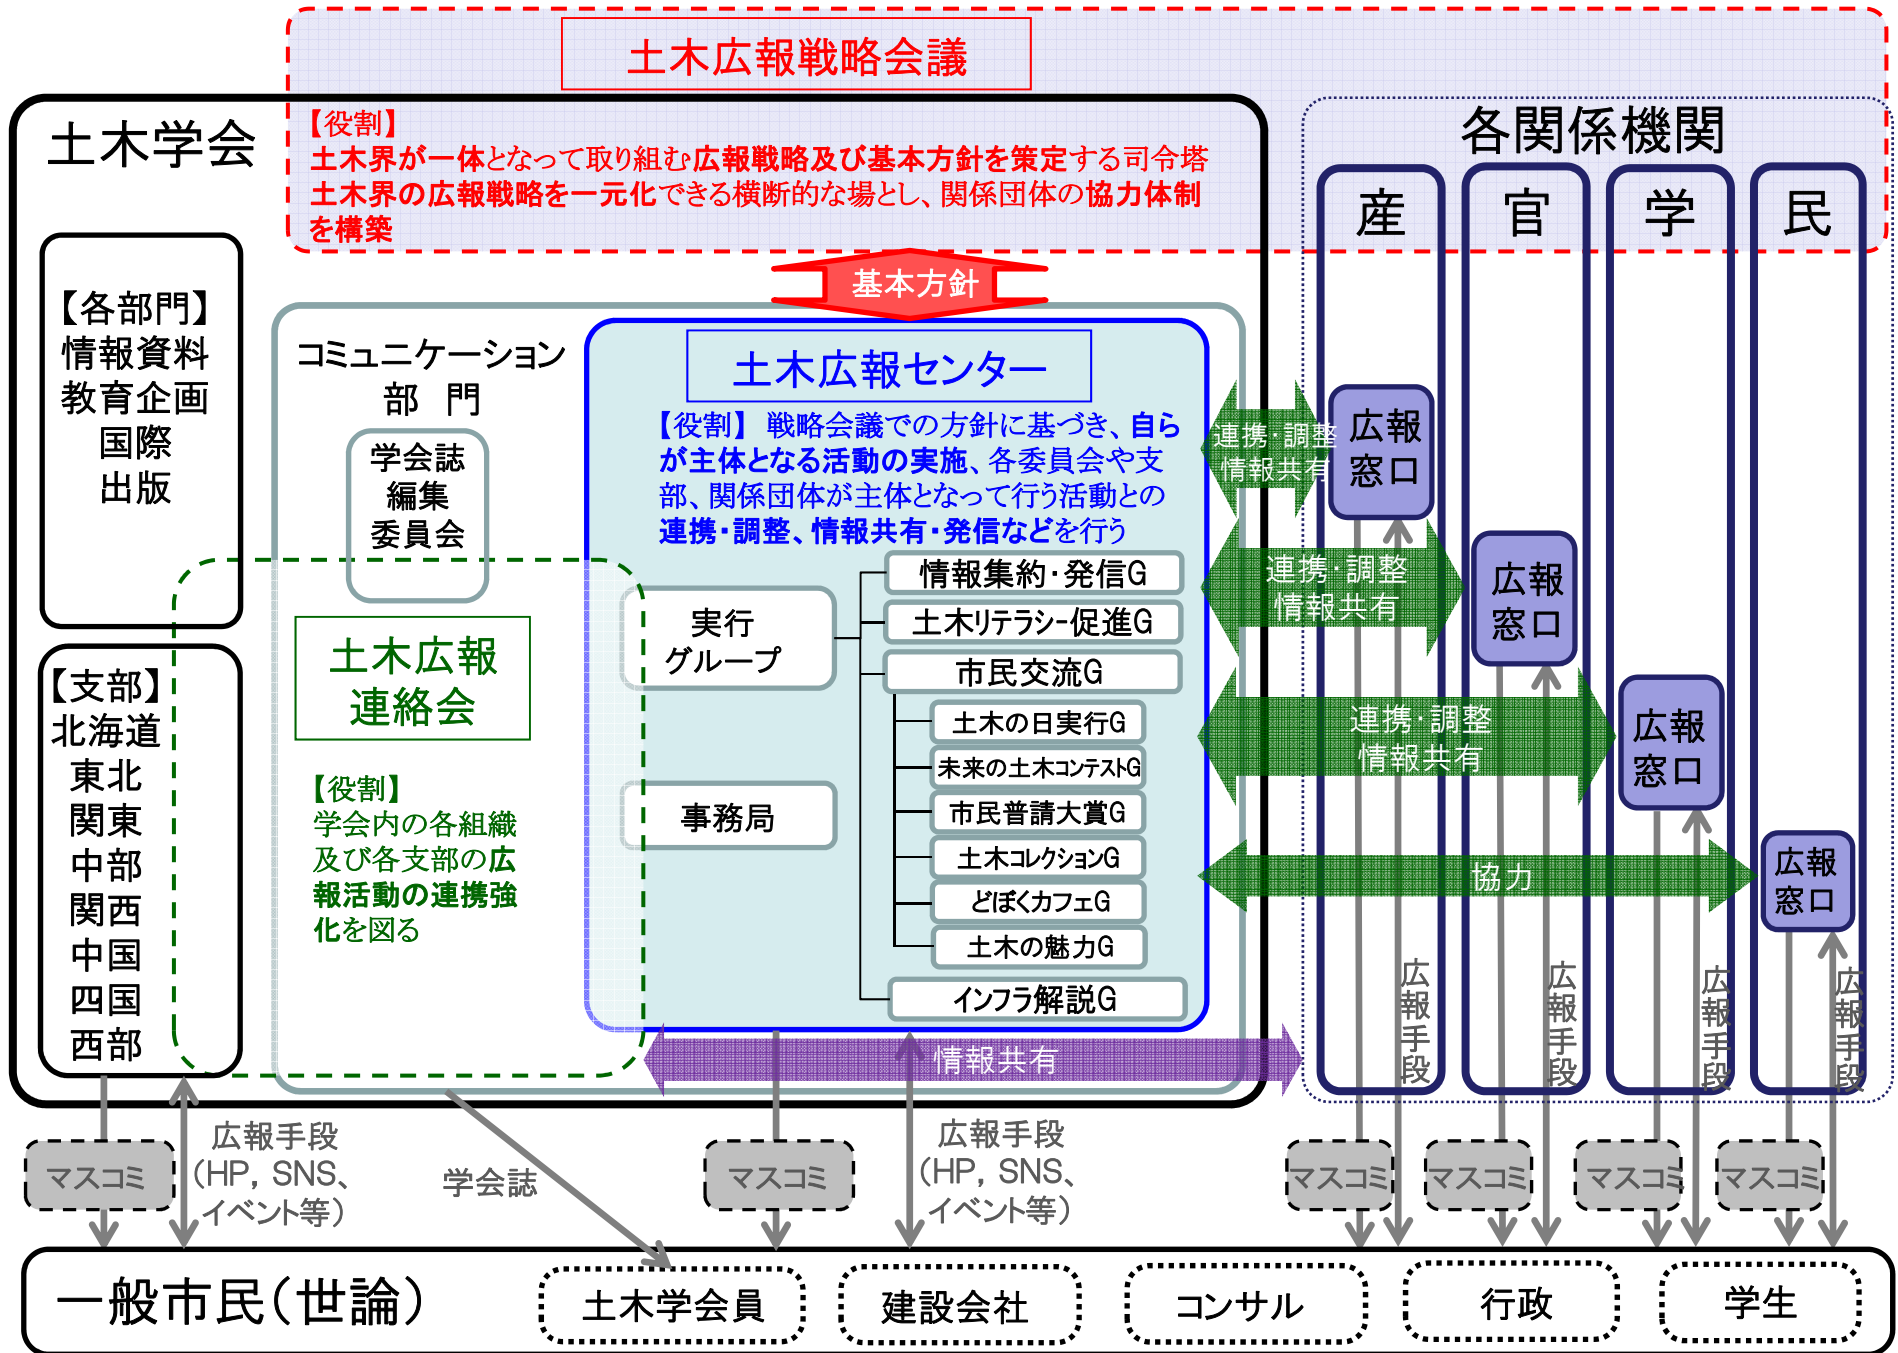 土木広報戦略会議
【役割】
土木界が一体となって取り組む広報戦略及び基本方針を策定する司令塔
土木界の広報戦略を一元化できる横断的な場とし、関係団体の協力体制
を構築
土木学会
各関係機関
産
官
学
民
基本方針
【各部門】
情報資料
教育企画
国際
出版
【支部】
北海道
東北
関東
中部
関西
中国
四国
西部
コミュニケーション
部　門
学会誌
編集
委員会
土木広報
連絡会
【役割】
学会内の各組織
及び各支部の広
報活動の連携強
化を図る
土木広報センター
【役割】 戦略会議での方針に基づき、自ら
が主体となる活動の実施、各委員会や支
部、関係団体が主体となって行う活動との
連携・調整、情報共有・発信などを行う
実行
グループ
事務局
情報集約・発信G
土木リテラシー促進G
市民交流G
土木の日実行G
未来の土木コンテストG
市民普請大賞G
土木コレクションG
どぼくカフェG
土木の魅力G
インフラ解説G
連携・調整
情報共有
連携・調整
情報共有
連携・調整
情報共有
協力
情報共有
広報
窓口
広報
窓口
広報
窓口
広報
窓口
広報手段
広報手段
広報手段
広報手段
マスコミ
広報手段
（HP，SNS、
イベント等）
学会誌
マスコミ
広報手段
（HP，SNS、
イベント等）
マスコミ
マスコミ
マスコミ
マスコミ
一般市民（世論）
土木学会員
建設会社
コンサル
行政
学生